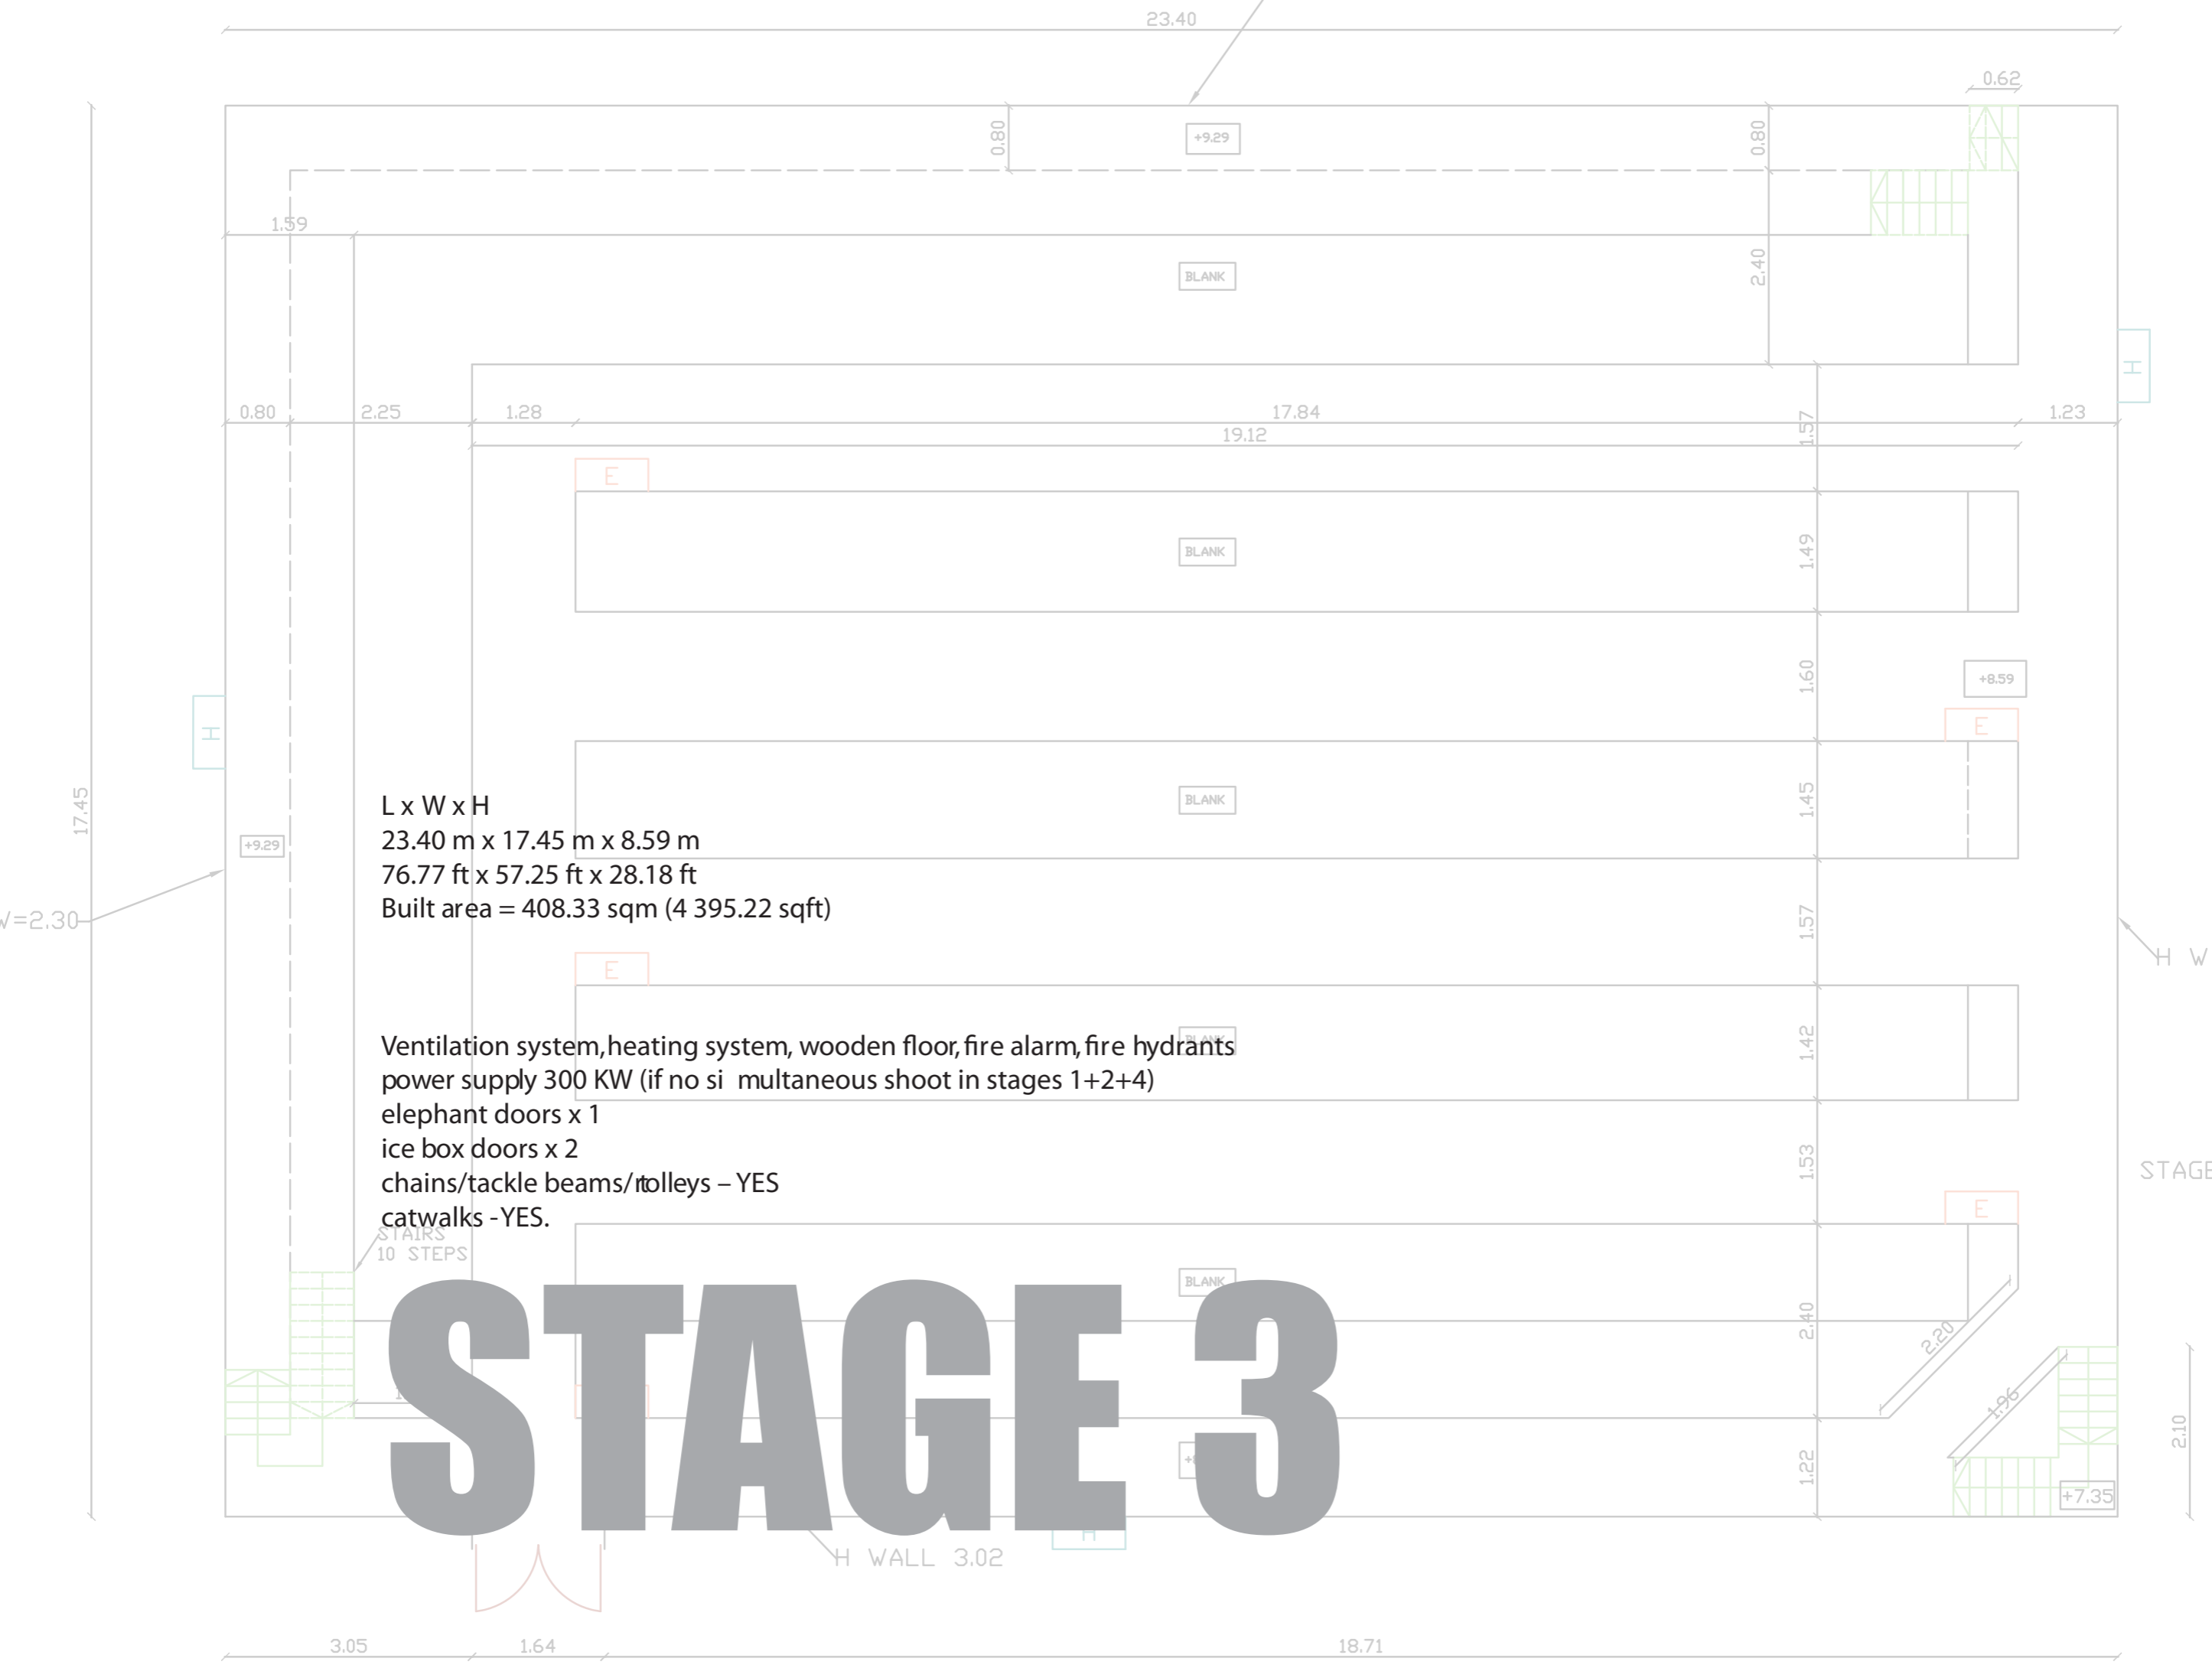 23.40
0.62
0.80
+9.29
0.80
1.59
2.40
BLANK
H
0.80
2.25
1.28
17.84
1.57
1.23
19.12
E
BLANK
1.49
1.60
+8.59
E
H
17.45
L x W x H
23.40 m x 17.45 m x 8.59 m
76.77 ft x 57.25 ft x 28.18 ft
Built area = 408.33 sqm (4 395.22 sqft)
BLANK
1.45
+9.29
W=2.30
1.57
H W
E
Ventilation system, heating system, wooden floor, fire alarm, fire hydrants
power supply 300 KW (if no si multaneous shoot in stages 1+2+4)
elephant doors x 1
ice box doors x 2
chains/tackle beams/rtolleys – YES
catwalks - YES.
BLANK
1.42
1.53
STAGE
E
STAIRS
10 STEPS
BLANK
2.40
2.20
1.96
2.10
STAGE 3
1.22
+7.35
H
H WALL 3.02
3.05
1.64
18.71